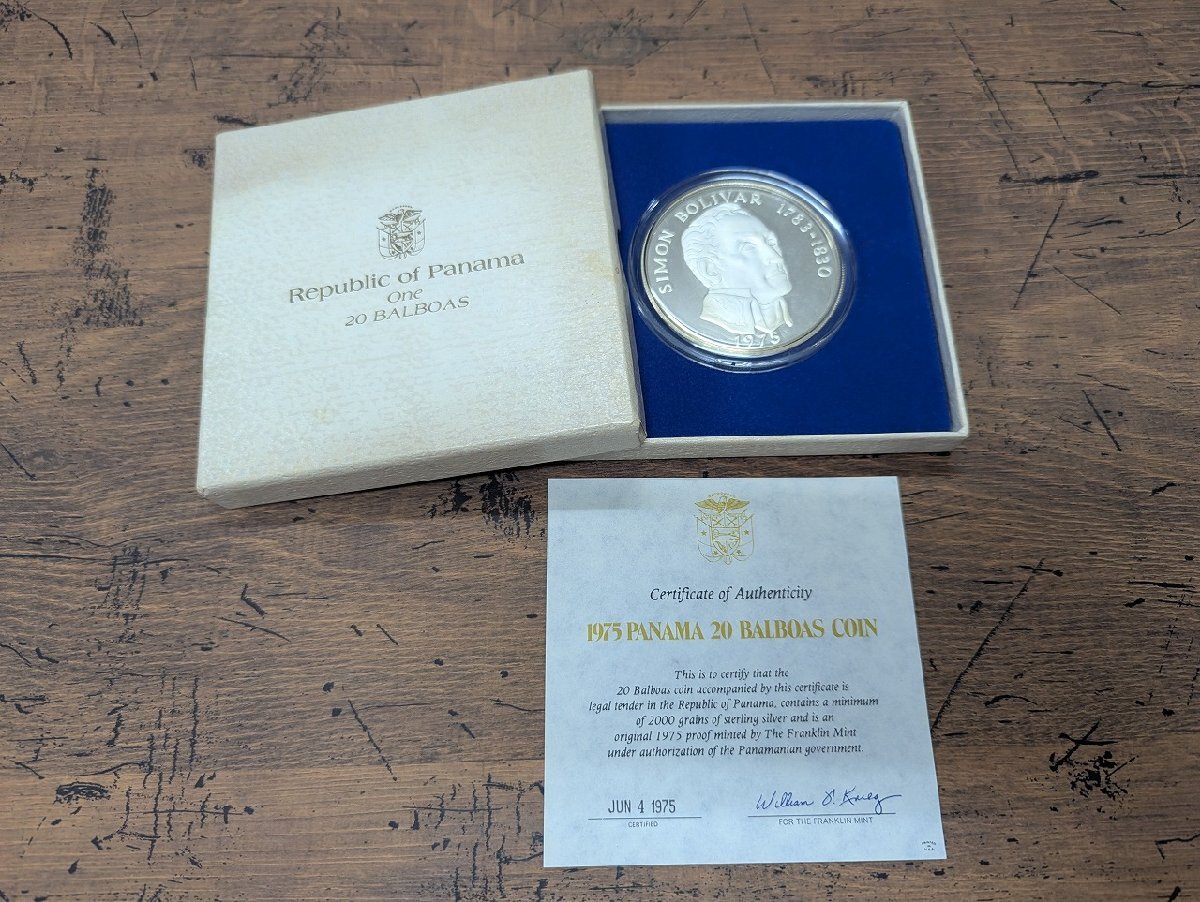 Republic of Panama
One
20 BALBOAS
SIMON BOLIVAR 1783-1830
1975
Certificate of Authenticity
1975 PANAMA 20 BALBOAS COIN
This is to certify that the
20 Balboas coin accompanied by this certificate is
legal tender in the Republic of Panama, contains a minimum
of 2000 grains of sterling silver and is an
original 1975 proof minted by The Franklin Mint
under authorization of the Panamanian government.
JUN 4 1975
CERTIFIED
FOR THE FRANKLIN MINT